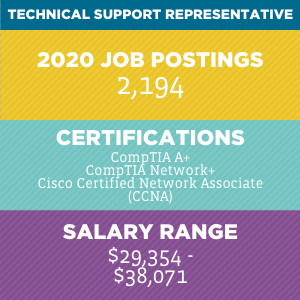 TECHNICAL SUPPORT REPRESENTATIVE
2020 JOB POSTINGS
2,194
CERTIFICATIONS
CompTIA A+
CompTIA Network+
Cisco Certified Network Associate
(CCNA)
SALARY RANGE
$29,354 -
$38,071